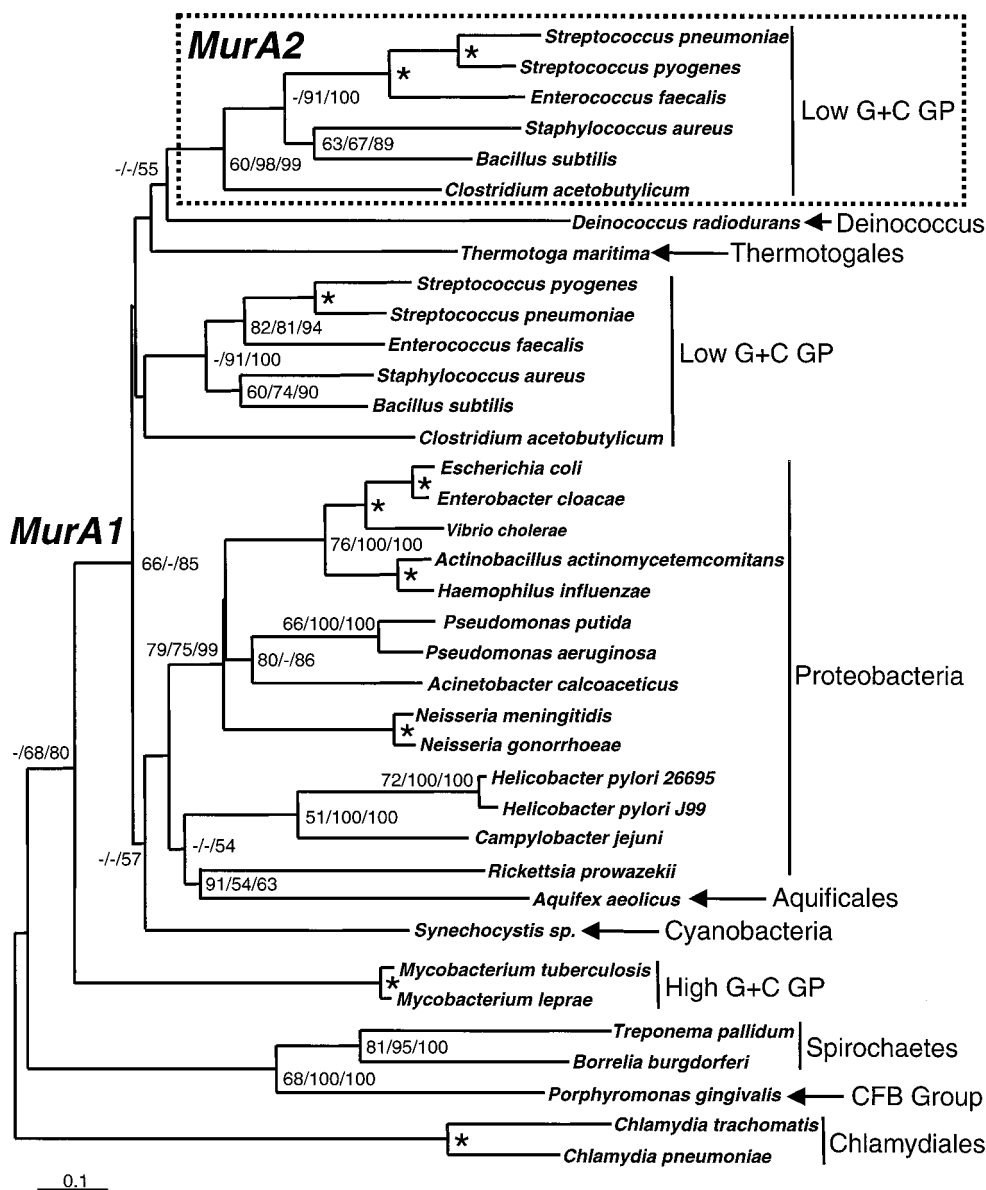 MurA2
Streptococcus pneumoniae
*
Streptococcus pyogenes
*
-/91/100
Enterococcus faecalis
Low G+C GP
Staphylococcus aureus
63/67/89
Bacillus subtilis
60/98/99
-/-/55
Clostridium acetobutylicum
Deinococcus radiodurans
Deinococcus
Thermotoga maritima
Thermotogales
Streptococcus pyogenes
*
Streptococcus pneumoniae
82/81/94
Enterococcus faecalis
Low G+C GP
-/91/100
Staphylococcus aureus
60/74/90
Bacillus subtilis
Clostridium acetobutylicum
Escherichia coli
*
Enterobacter cloacae
*
MurA1
Vibrio cholerae
76/100/100
66/-/85
Actinobacillus actinomycetemcomitans
*
Haemophilus influenzae
66/100/100
Pseudomonas putida
79/75/99
Pseudomonas aeruginosa
80/-/86
Proteobacteria
Acinetobacter calcoaceticus
Neisseria meningitidis
*
Neisseria gonorrhoeae
-/68/80
72/100/100
Helicobacter pylori 26695
Helicobacter pylori J99
51/100/100
Campylobacter jejuni
-/-/54
-/-/57
Rickettsia prowazekii
91/54/63
Aquifex aeolicus
Aquificales
Synechocystis sp.
Cyanobacteria
Mycobacterium tuberculosis
*
Mycobacterium leprae
High G+C GP
Treponema pallidum
81/95/100
Spirochaetes
Borrelia burgdorferi
68/100/100
Porphyromonas gingivalis
CFB Group
Chlamydia trachomatis
*
Chlamydiales
Chlamydia pneumoniae
0.1